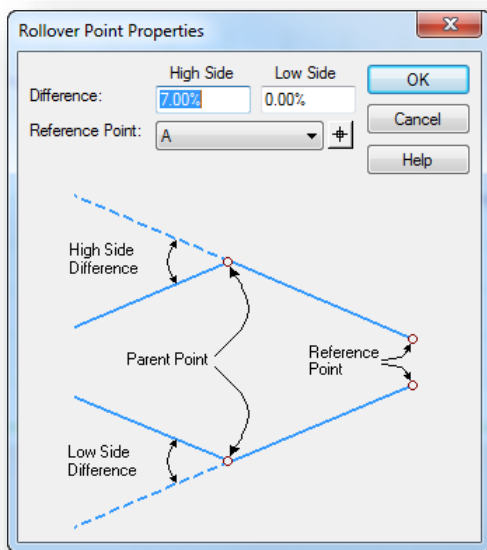 Rollover Point Properties
High Side Low Side
OK
Difference: 7.00% 0.00%
Cancel
Reference Point: A
Help
High Side
Difference
Parent Point
Reference
Point
Low Side
Difference